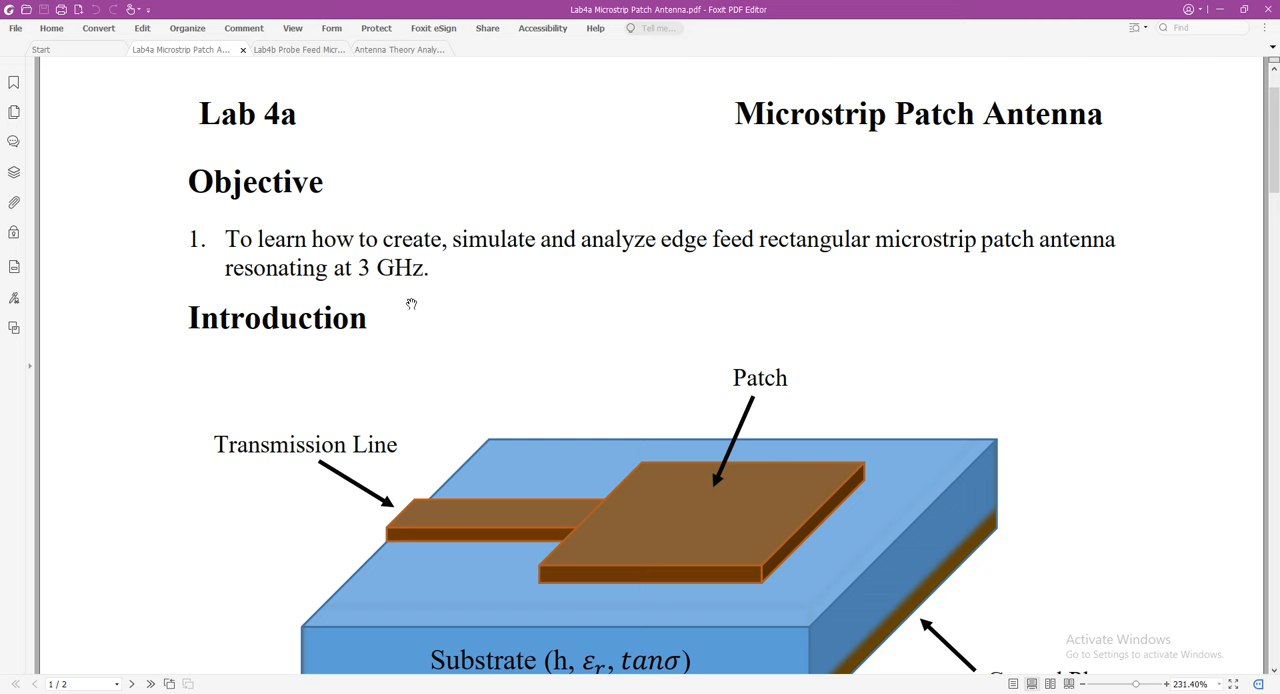 Lab4a Microstrip Patch Antenna.pdf - Foxit PDF Editor
File Home Convert Edit Organize Comment View Form Protect Foxit eSign Share Accessibility Help Tell me... Find
Start Lab4a Microstrip Patch A... Lab4b Probe Feed Micr... Antenna Theory Analy...
Lab 4a Microstrip Patch Antenna
Objective
1. To learn how to create, simulate and analyze edge feed rectangular microstrip patch antenna
resonating at 3 GHz.
Introduction
Patch
Transmission Line
Substrate (h, εr, tanσ)
Activate Windows
Go to Settings to activate Windows.
1 / 2 231.40%